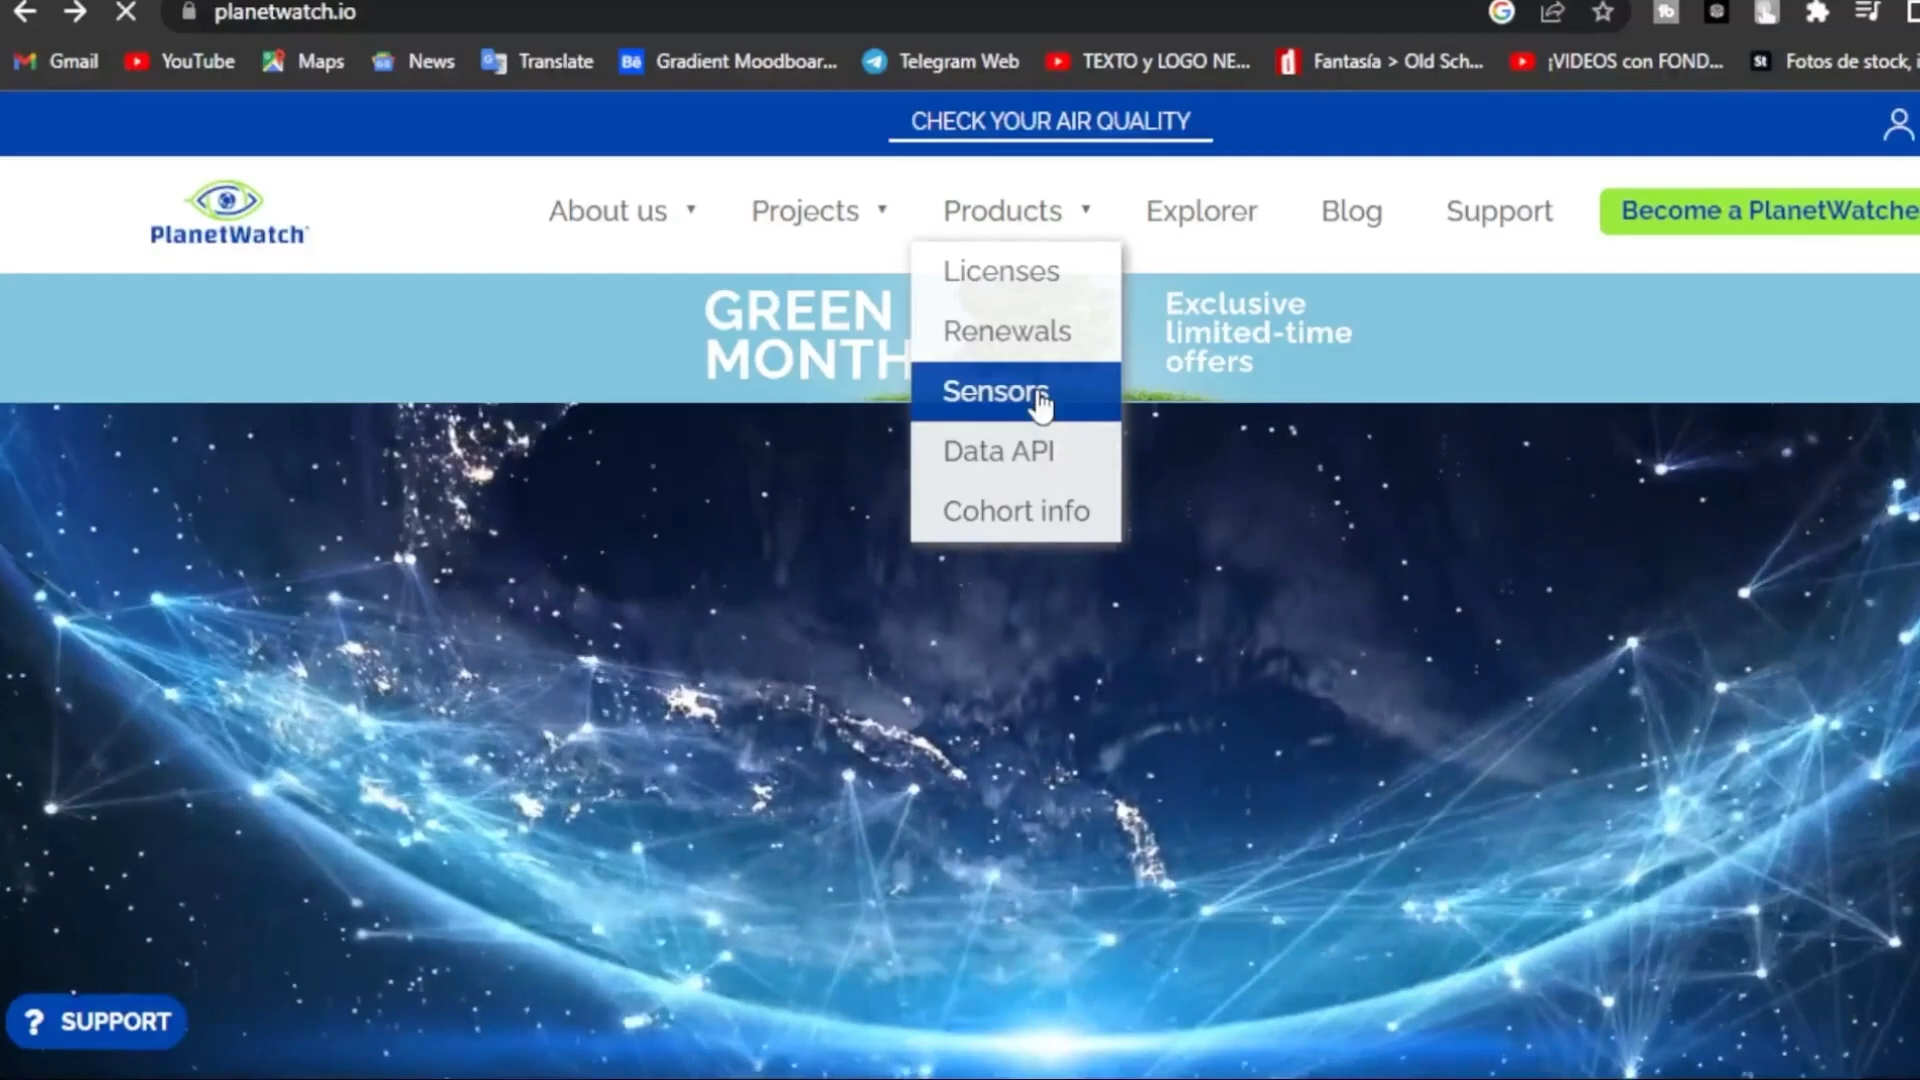 planetwatch.io
Gmail YouTube Maps News Translate Gradient Moodboar... Telegram Web TEXTO y LOGO NE... Fantasía > Old Sch... ¡VIDEOS con FOND... Fotos de stock,
CHECK YOUR AIR QUALITY
PlanetWatch
About us Projects Products Explorer Blog Support Become a PlanetWatche
Licenses
Renewals
Sensors
Data API
Cohort info
GREEN
MONTH
Exclusive
limited-time
offers
? SUPPORT